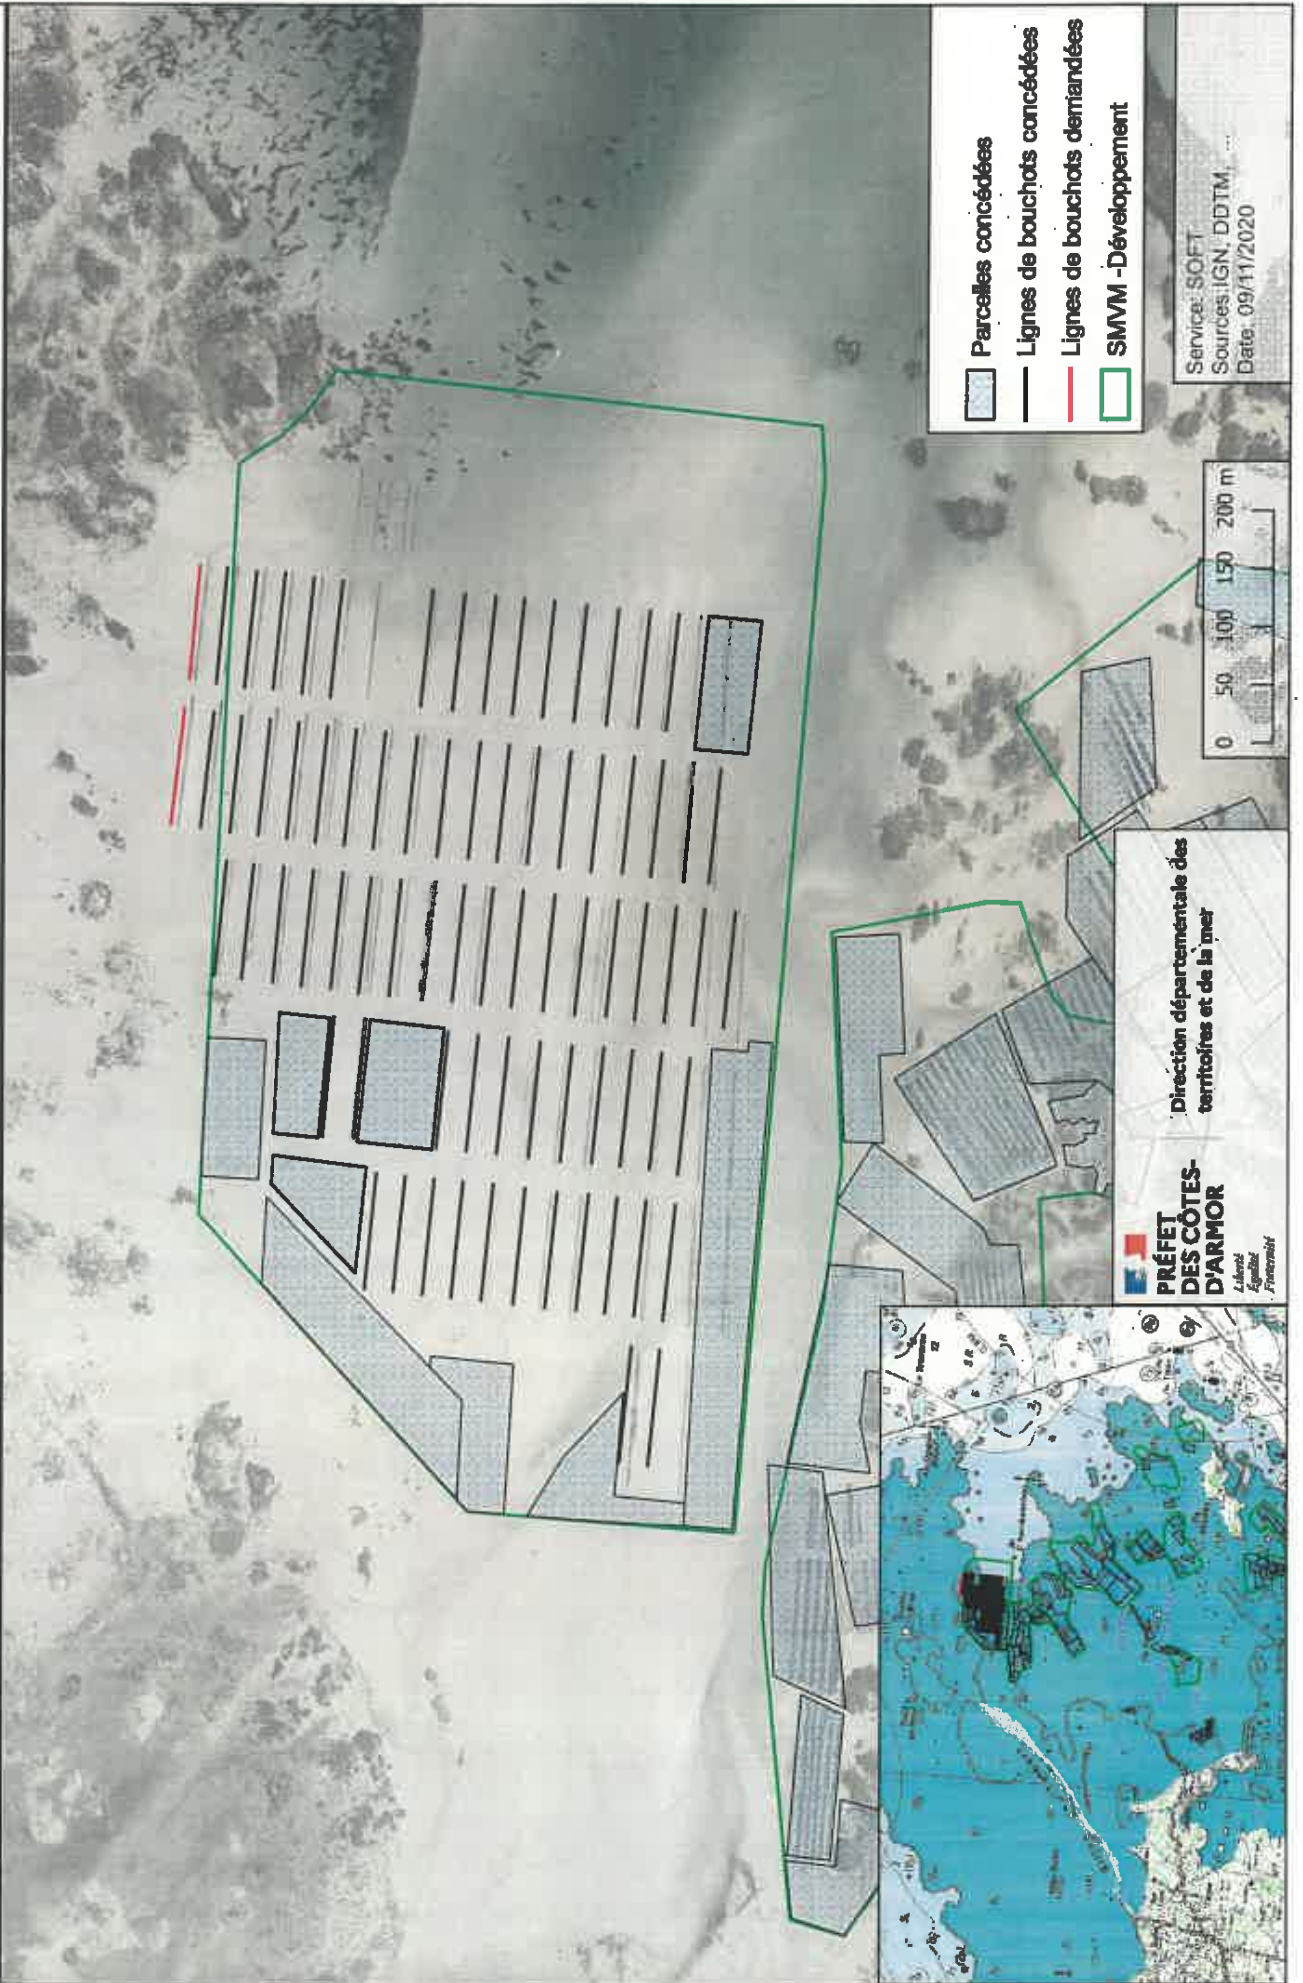 Parcelles concédées
Lignes de bouchots concédées
Lignes de bouchots demandées
SMVM -Développement
Service: SOFT
Sources:IGN, DDTM, ...
Date: 09/11/2020
0 50 100 150 200 m
PRÉFET
DES CÔTES-
D'ARMOR
Liberté
Égalité
Fraternité
Direction départementale des
territoires et de la mer